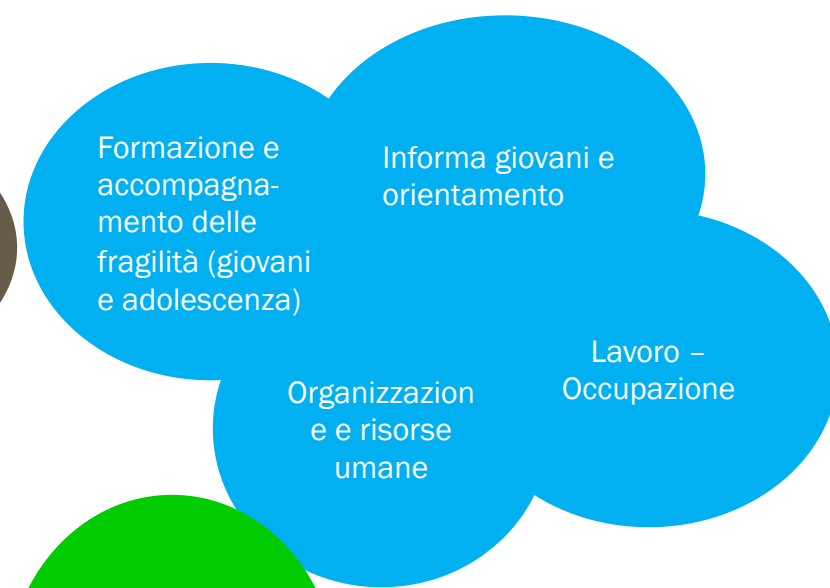 Formazione e
accompagna-
mento delle
fragilità (giovani
e adolescenza)
Informa giovani e
orientamento
Lavoro –
Occupazione
Organizzazion
e e risorse
umane